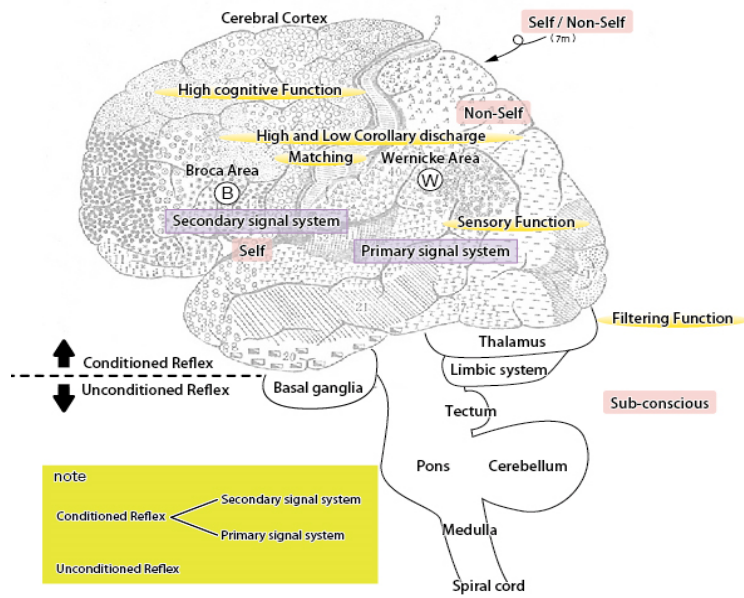 Cerebral Cortex
3
Self / Non-Self
(7m)
High cognitive Function
Non-Self
High and Low Corollary discharge
Matching
Wernicke Area
Broca Area
B
W
Secondary signal system
Sensory Function
Self
Primary signal system
21
20
Filtering Function
Thalamus
Conditioned Reflex
Limbic system
Unconditioned Reflex
Basal ganglia
Tectum
Sub-conscious
Pons
Cerebellum
note
Secondary signal system
Conditioned Reflex
Primary signal system
Medulla
Unconditioned Reflex
Spiral cord